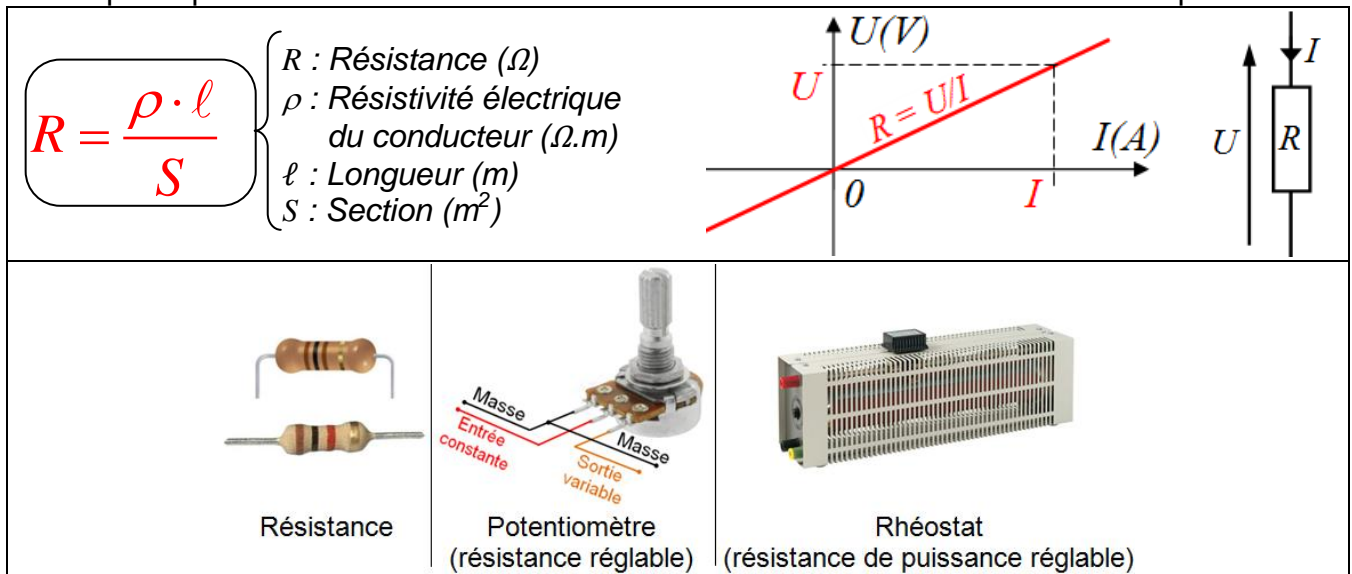 R = ρ · ℓ / S
R : Résistance (Ω)
ρ : Résistivité électrique
du conducteur (Ω.m)
ℓ : Longueur (m)
S : Section (m²)
U(V)
U
R = U/I
I(A)
0
I
I
U
R
Masse
Entrée
constante
Masse
Sortie
variable
Résistance
Potentiomètre
(résistance réglable)
Rhéostat
(résistance de puissance réglable)